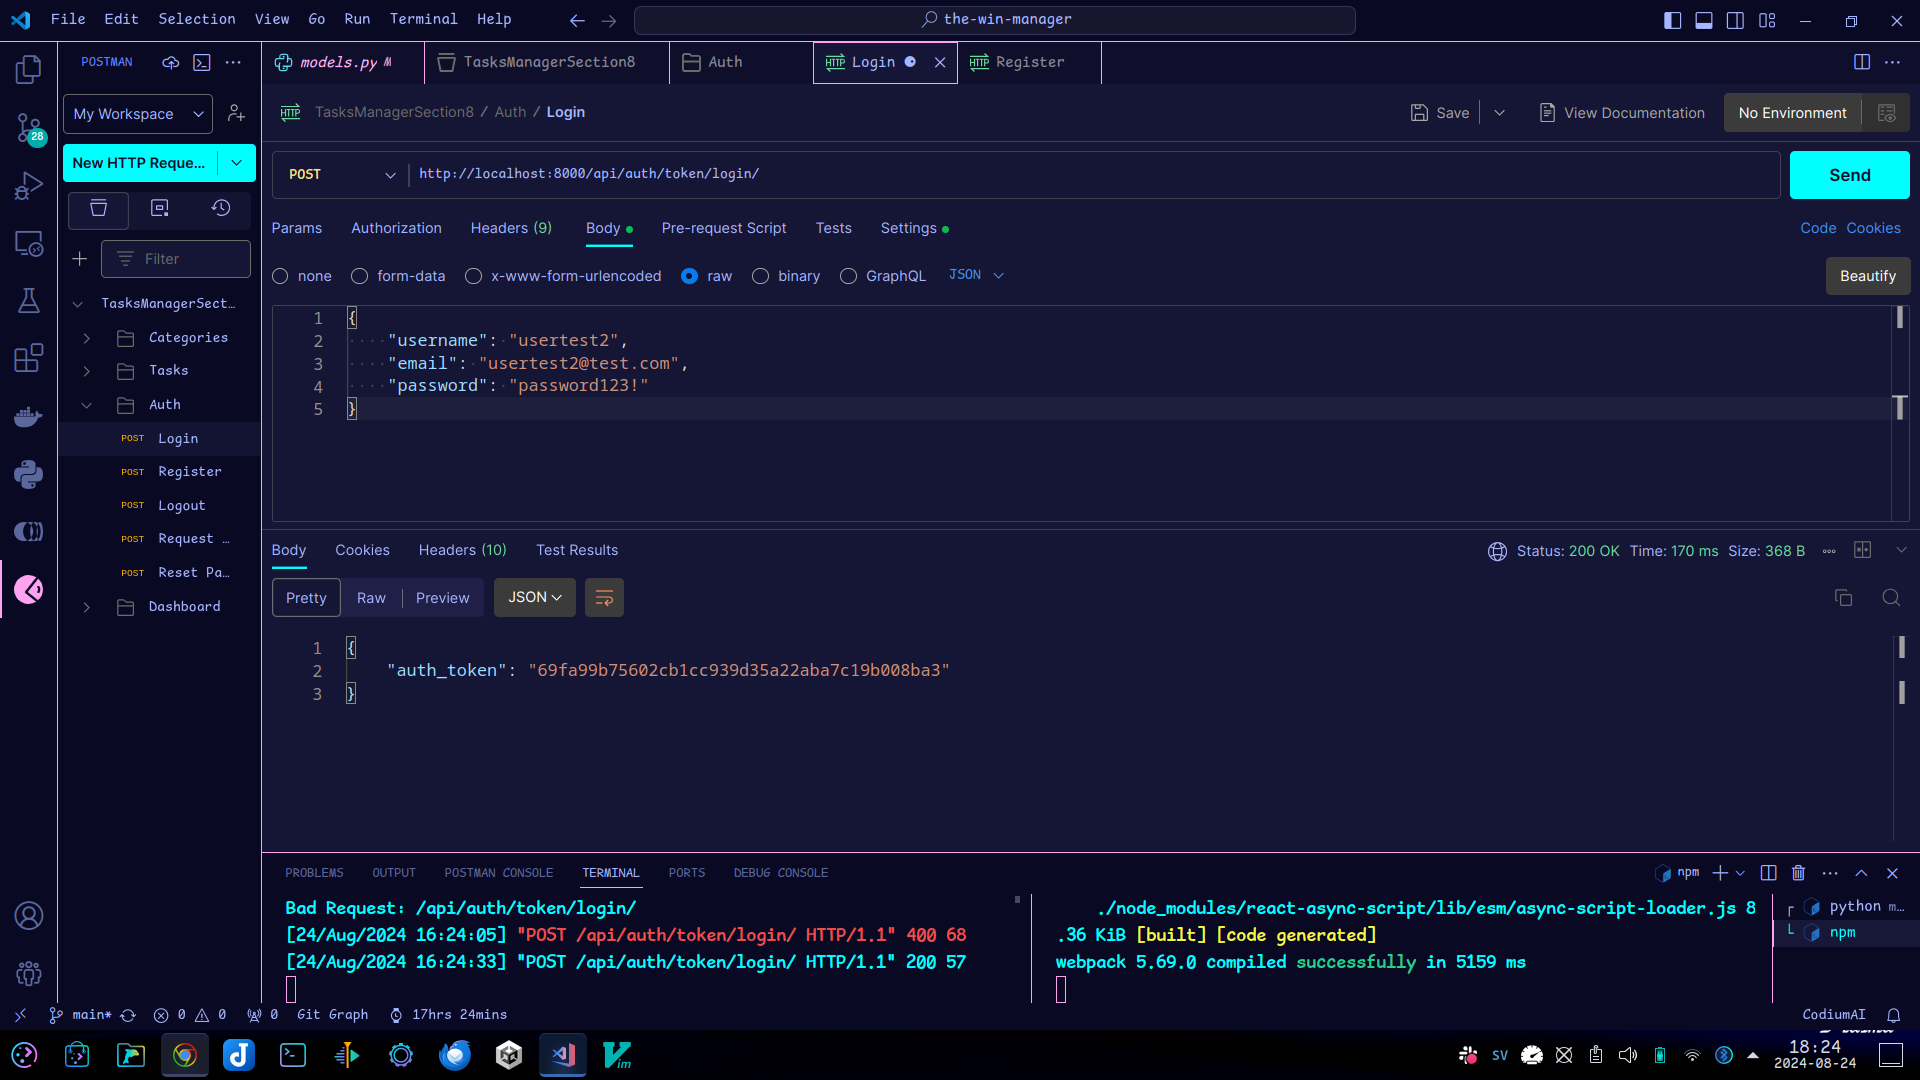 File Edit Selection View Go Run Terminal Help
the-win-manager
POSTMAN
models.py M
TasksManagerSection8
Auth
HTTP Login
HTTP Register
My Workspace
HTTP TasksManagerSection8 / Auth / Login
Save
View Documentation
No Environment
28
New HTTP Reque...
POST
http://localhost:8000/api/auth/token/login/
Send
Params Authorization Headers (9) Body Pre-request Script Tests Settings
Code Cookies
Filter
none form-data x-www-form-urlencoded raw binary GraphQL JSON
Beautify
TasksManagerSect...
Categories
Tasks
Auth
POST Login
POST Register
POST Logout
POST Request ...
POST Reset Pa...
Dashboard
1 {
2 "username": "usertest2",
3 "email": "usertest2@test.com",
4 "password": "password123!"
5 }
Body Cookies Headers (10) Test Results
Status: 200 OK Time: 170 ms Size: 368 B
Pretty Raw Preview JSON
1 {
2 "auth_token": "69fa99b75602cb1cc939d35a22aba7c19b008ba3"
3 }
PROBLEMS OUTPUT POSTMAN CONSOLE TERMINAL PORTS DEBUG CONSOLE
npm
Bad Request: /api/auth/token/login/
[24/Aug/2024 16:24:05] "POST /api/auth/token/login/ HTTP/1.1" 400 68
[24/Aug/2024 16:24:33] "POST /api/auth/token/login/ HTTP/1.1" 200 57
./node_modules/react-async-script/lib/esm/async-script-loader.js 8
.36 KiB [built] [code generated]
webpack 5.69.0 compiled successfully in 5159 ms
python m...
npm
main* 0 0 0 Git Graph 17hrs 24mins
CodiumAI
SV
18:24
2024-08-24
Vim